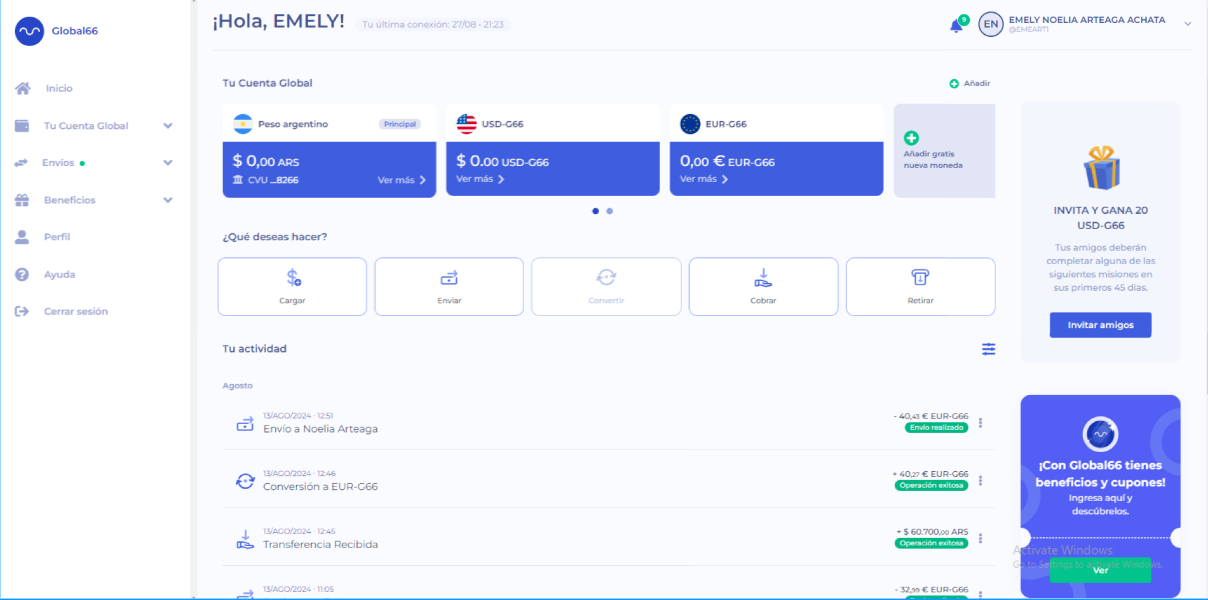 Global66
¡Hola, EMELY!
Tu última conexión: 27/08 · 21:23
9
EN
EMELY NOELIA ARTEAGA ACHATA
@EMEART1
Inicio
Tu Cuenta Global
Envíos
Beneficios
Perfil
Ayuda
Cerrar sesión
Tu Cuenta Global
Añadir
Peso argentino
Principal
$ 0,00 ARS
CVU ...8266
Ver más
USD-G66
$ 0.00 USD-G66
Ver más
EUR-G66
0,00 € EUR-G66
Ver más
Añadir gratis
nueva moneda
¿Qué deseas hacer?
Cargar
Enviar
Convertir
Cobrar
Retirar
Tu actividad
Agosto
13/AGO/2024 · 12:51
Envío a Noelia Arteaga
- 40,43 € EUR-G66
Envío realizado
13/AGO/2024 · 12:46
Conversión a EUR-G66
+ 40,27 € EUR-G66
Operación exitosa
13/AGO/2024 · 12:45
Transferencia Recibida
+ $ 60.700,00 ARS
Operación exitosa
13/AGO/2024 · 11:05
- 32,99 € EUR-G66
INVITA Y GANA 20
USD-G66
Tus amigos deberán
completar alguna de las
siguientes misiones en
sus primeros 45 días.
Invitar amigos
¡Con Global66 tienes
beneficios y cupones!
Ingresa aquí y
descúbrelos.
Activate Windows
Go to Settings to activate Windows.
Ver